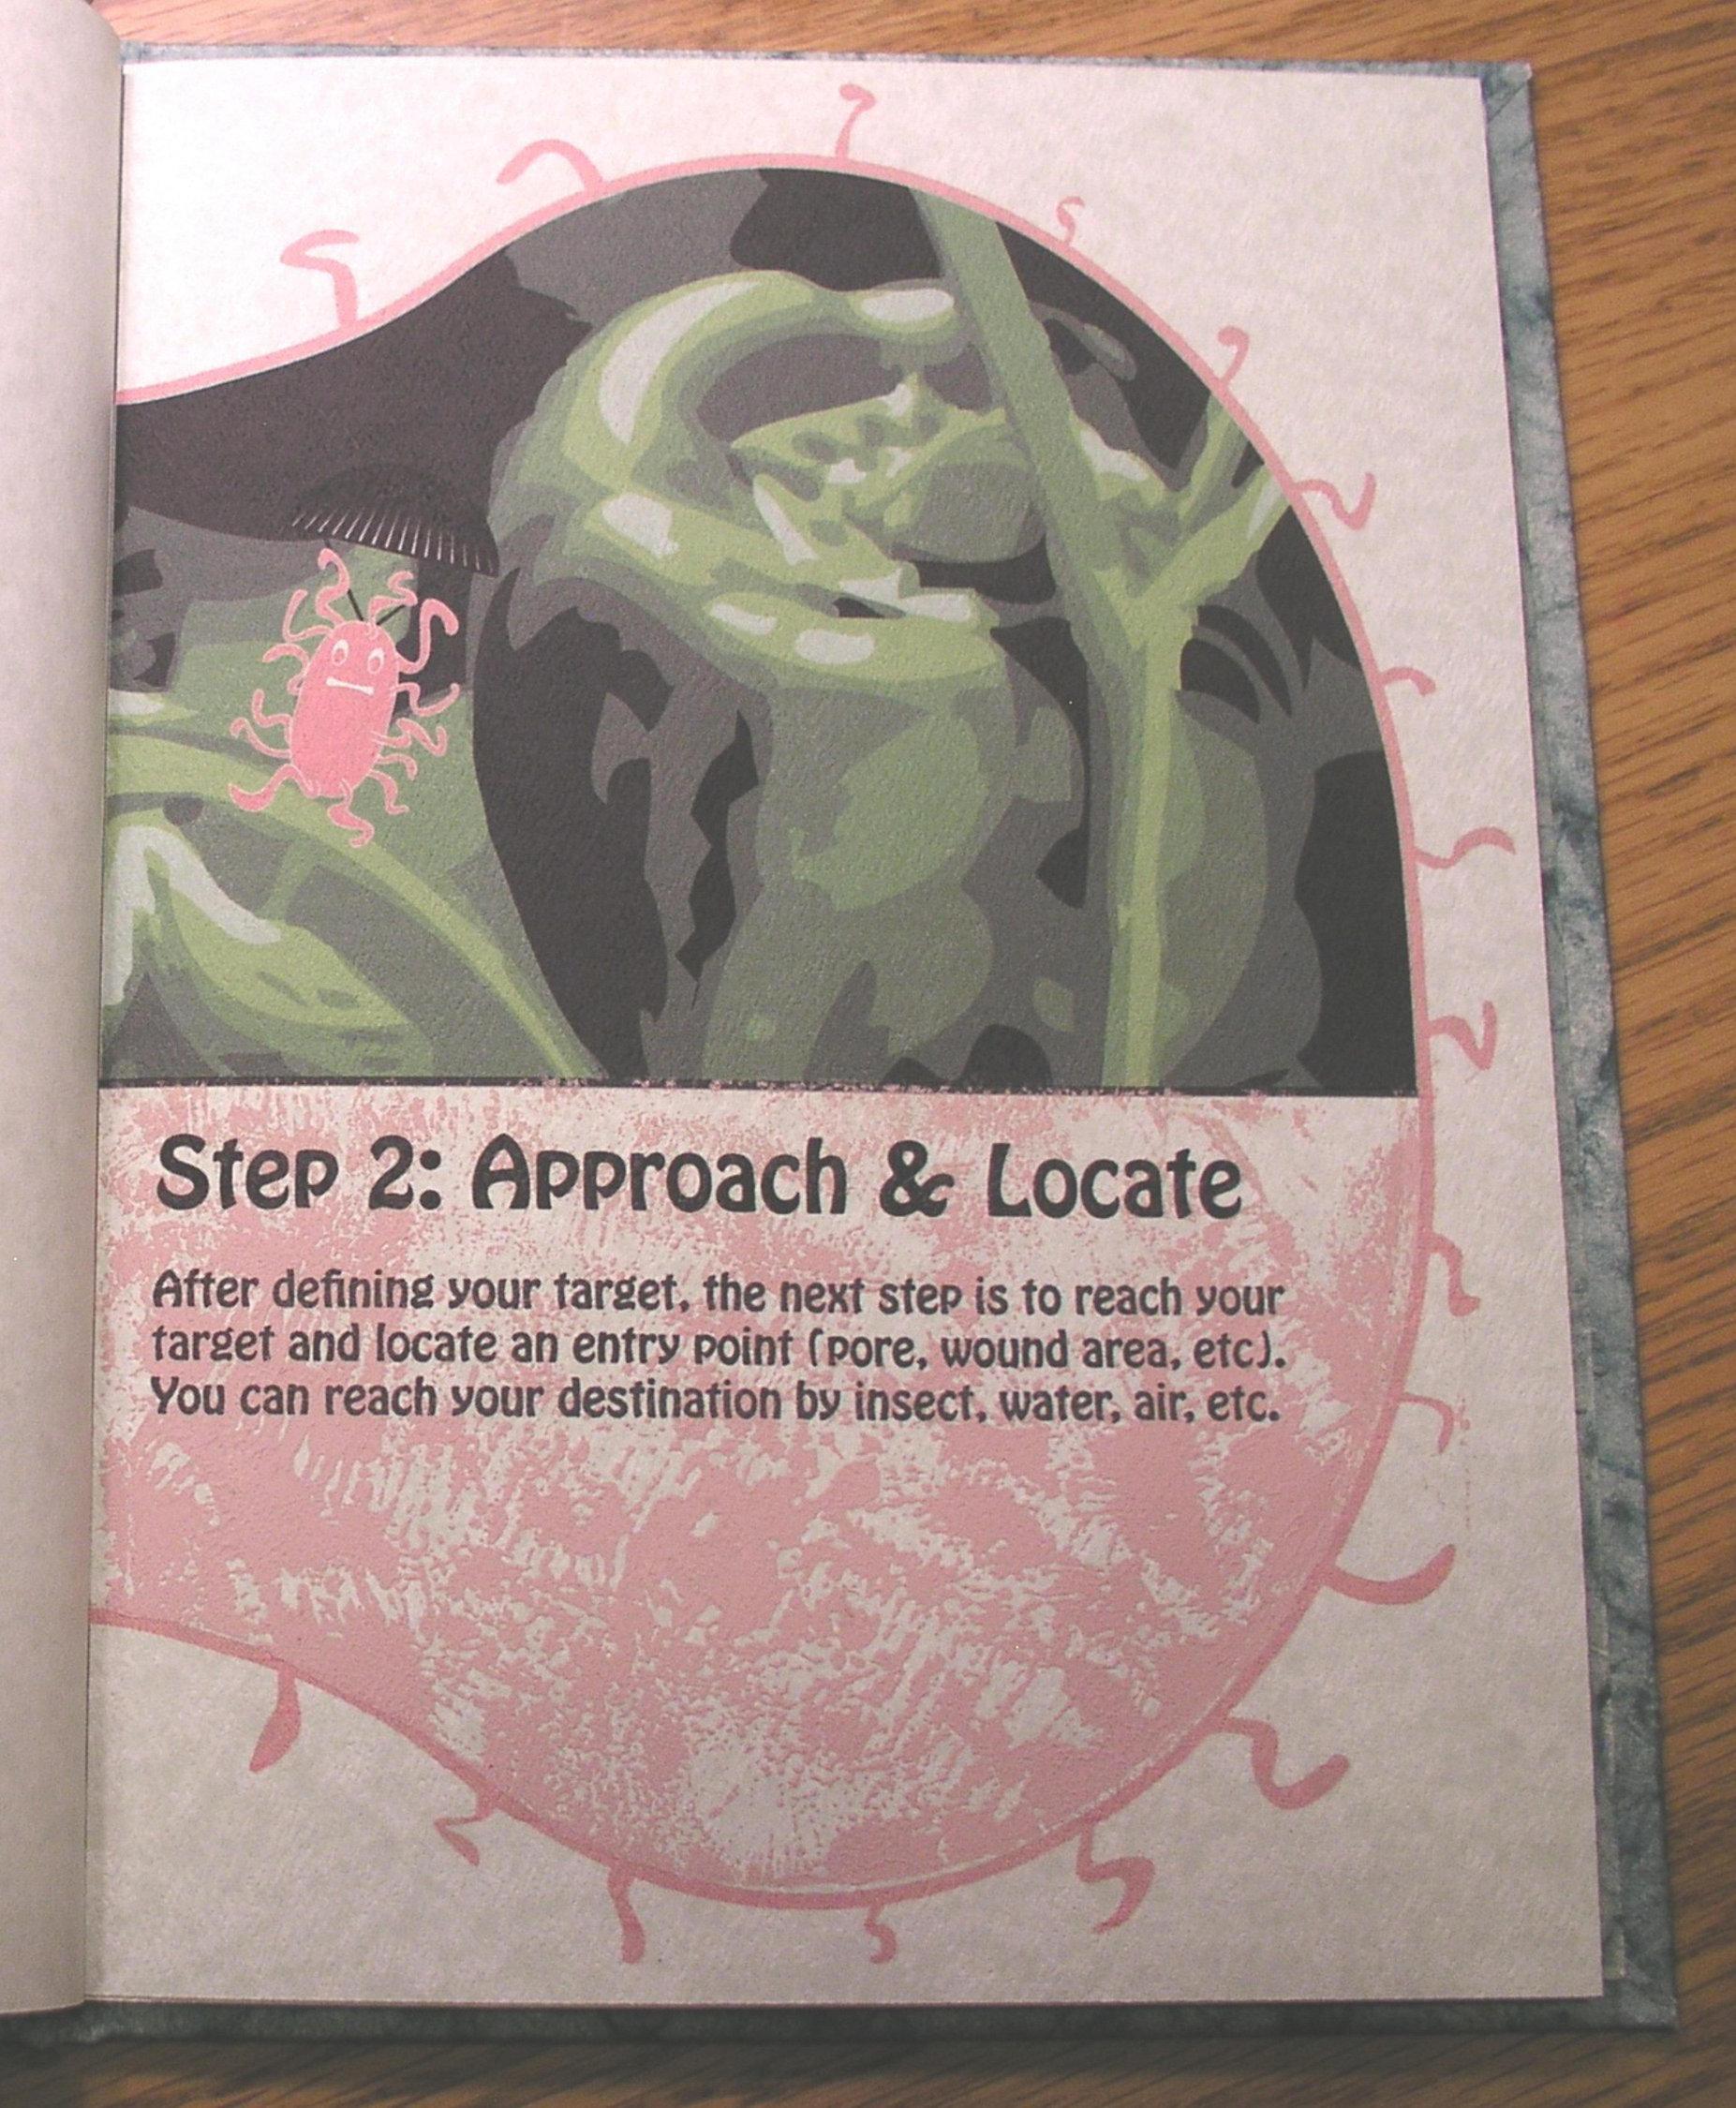 Step 2: Approach & Locate
After defining your target, the next step is to reach your
target and locate an entry point (pore, wound area, etc).
You can reach your destination by insect, water, air, etc.